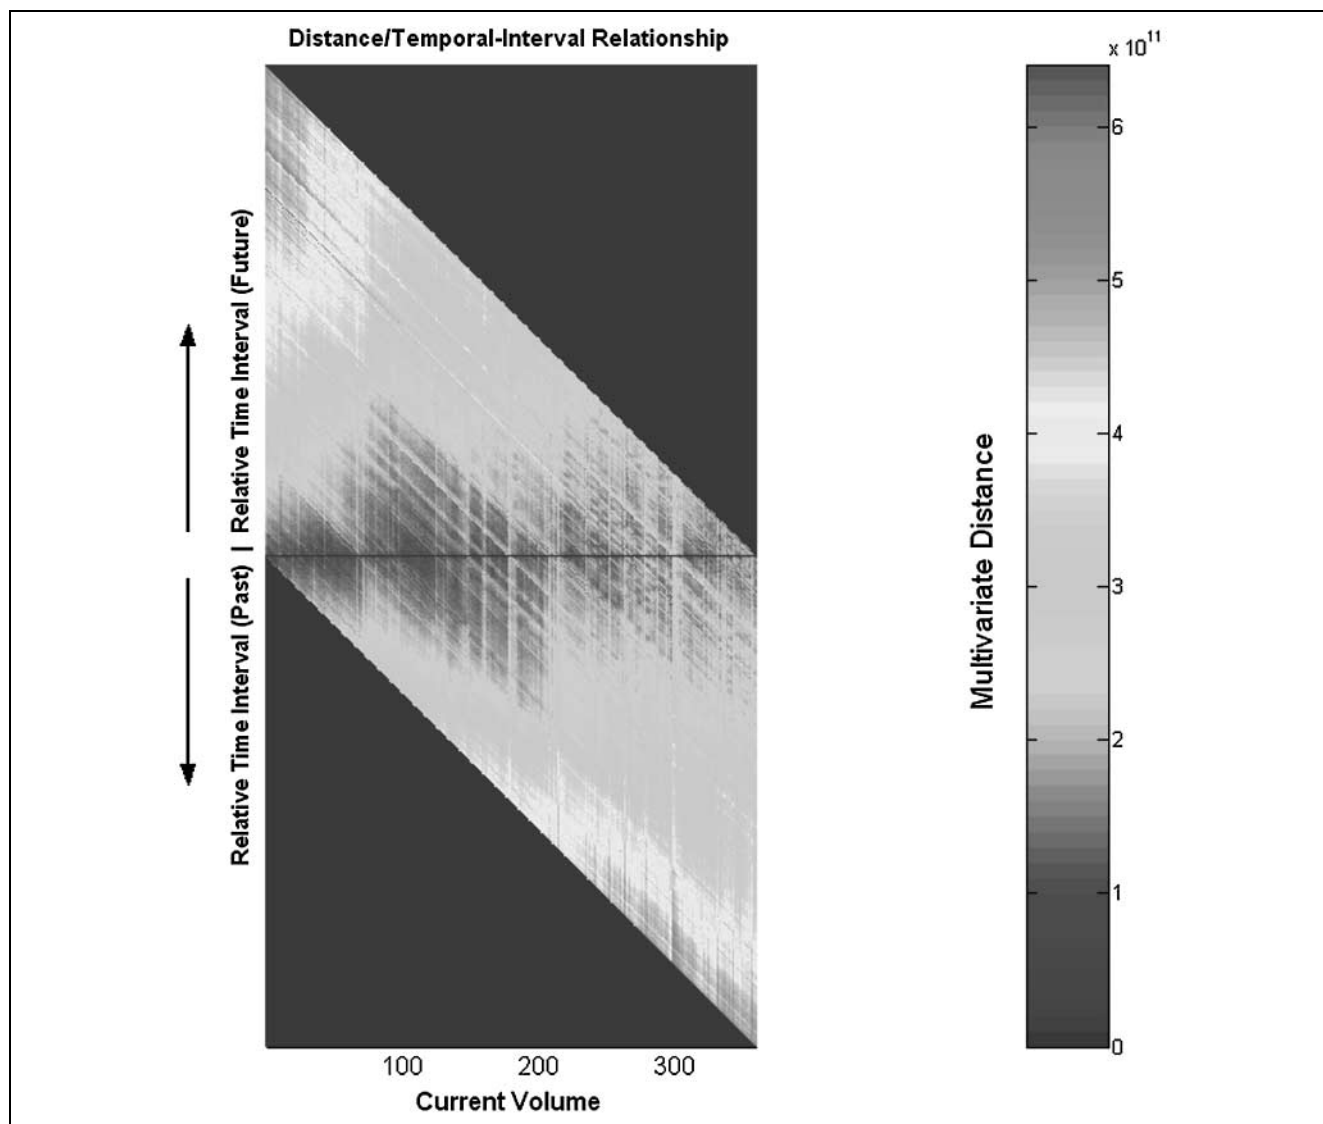 Distance/Temporal-Interval Relationship
x 10^11
Relative Time Interval (Past) | Relative Time Interval (Future)
6
5
4
3
2
1
0
Multivariate Distance
100 200 300
Current Volume